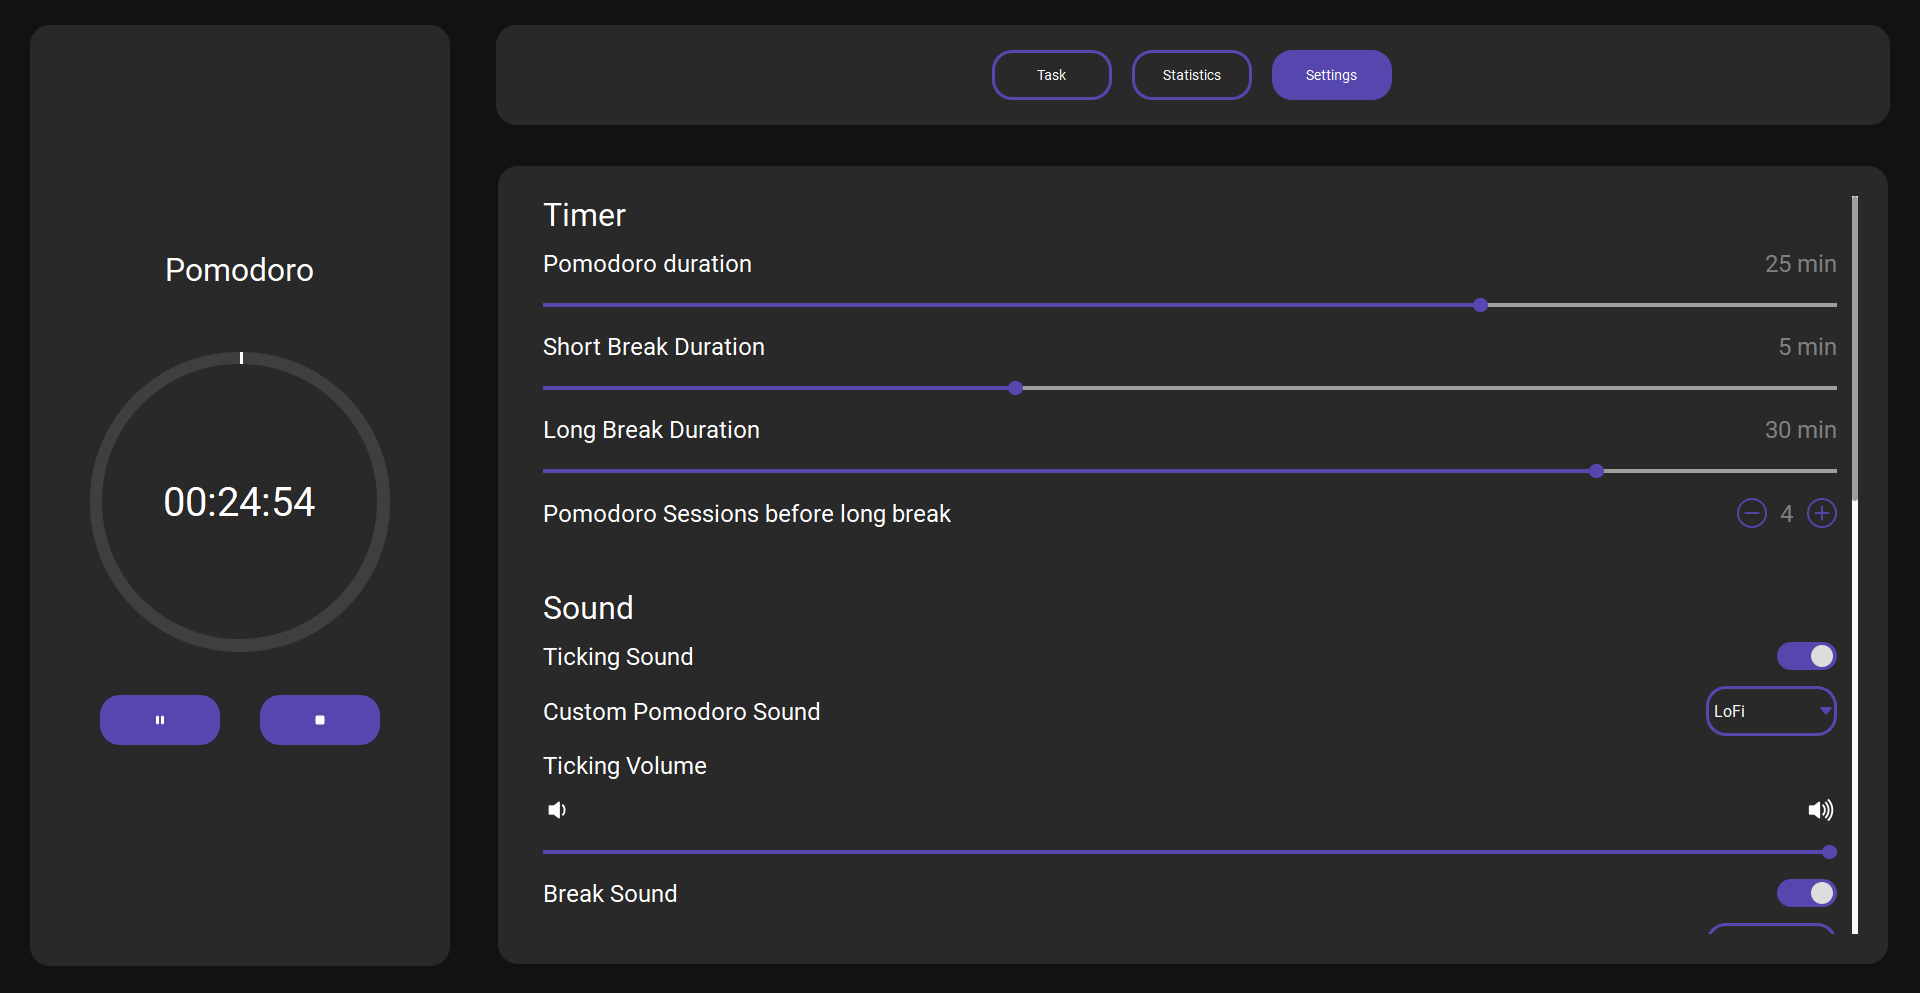 Pomodoro
00:24:54
Task
Statistics
Settings
Timer
Pomodoro duration
25 min
Short Break Duration
5 min
Long Break Duration
30 min
Pomodoro Sessions before long break
4
Sound
Ticking Sound
Custom Pomodoro Sound
LoFi
Ticking Volume
Break Sound